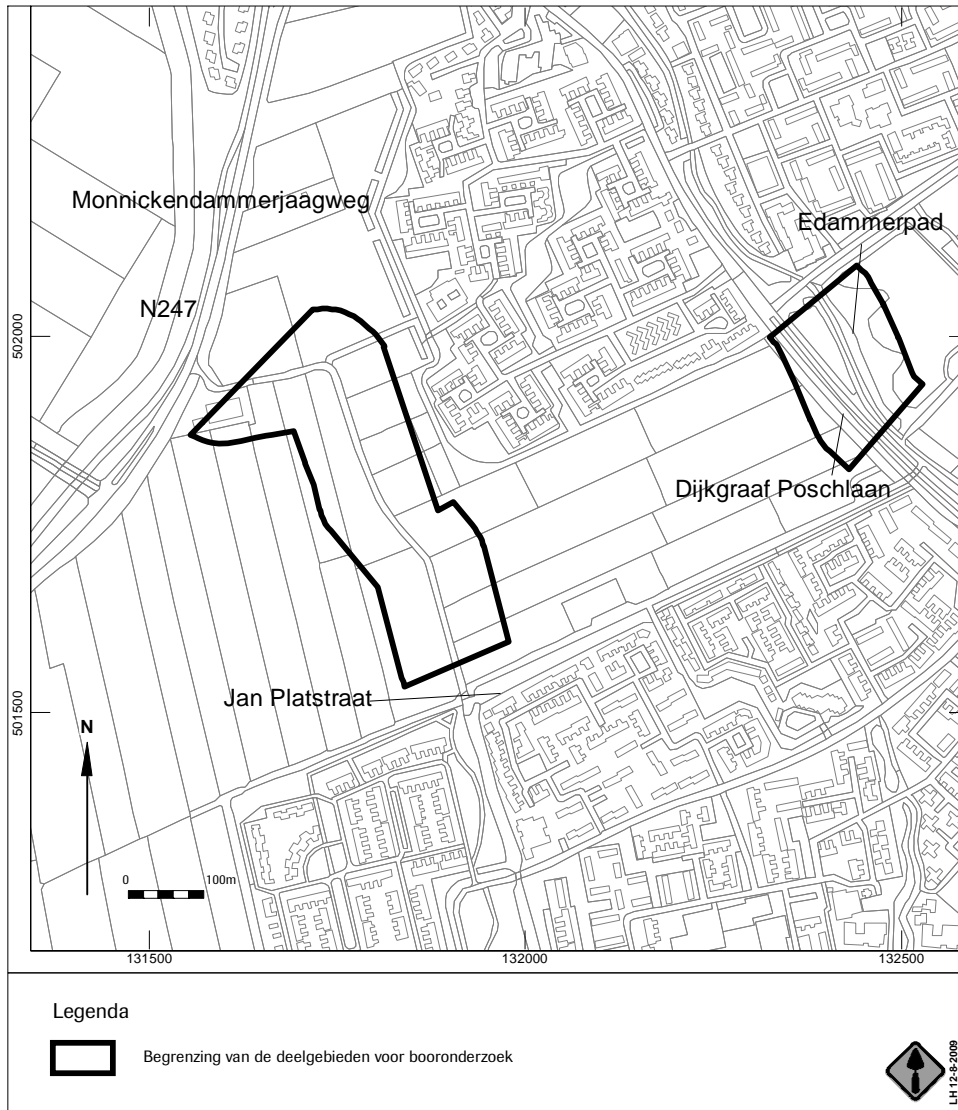 Monnickendammerjaagweg
Edammerpad
N247
502000
Dijkgraaf Poschlaan
Jan Platstraat
501500
N
0 100m
131500 132000 132500
Legenda
Begrenzing van de deelgebieden voor booronderzoek
LH 12-8-2009